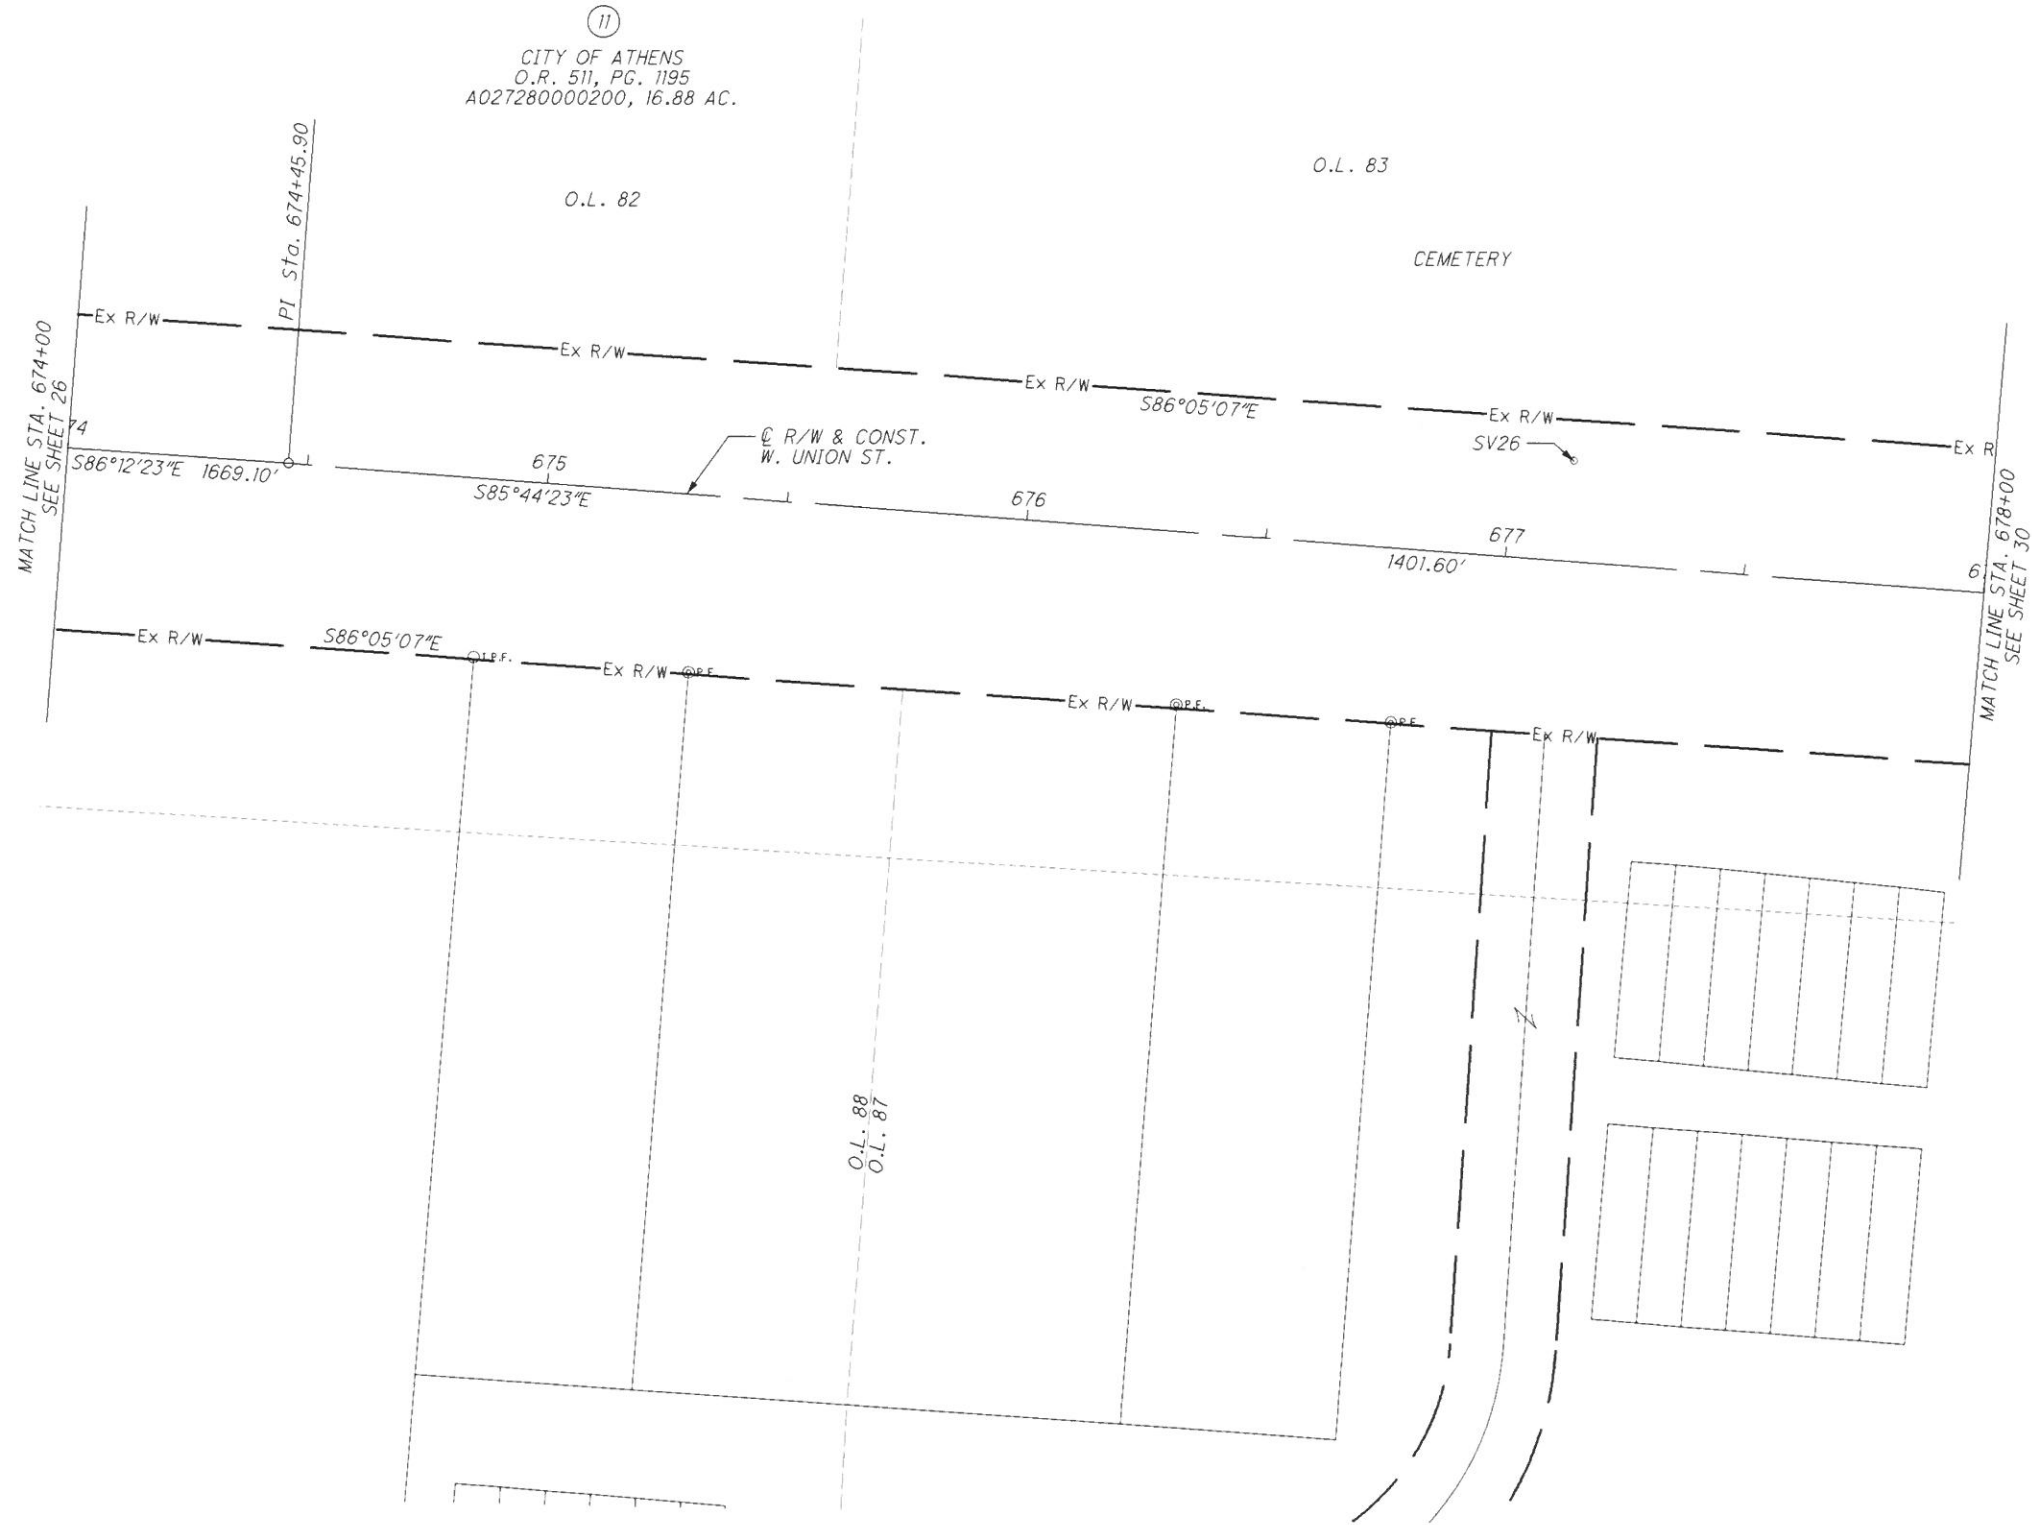 11
CITY OF ATHENS
O.R. 511, PG. 1195
A027280000200, 16.88 AC.
PI Sta. 674+45.90
O.L. 82
O.L. 83
CEMETERY
MATCH LINE STA. 674+00
SEE SHEET 26
Ex R/W
Ex R/W
Ex R/W
S86°05'07"E
Ex R/W
Ex R
SV26
74
S86°12'23"E 1669.10'
675
S85°44'23"E
℄ R/W & CONST.
W. UNION ST.
676
677
1401.60'
6
MATCH LINE STA. 678+00
SEE SHEET 30
Ex R/W
S86°05'07"E
I.P.F.
Ex R/W
P.F.
Ex R/W
P.F.
P.F.
Ex R/W
O.L. 88
O.L. 87